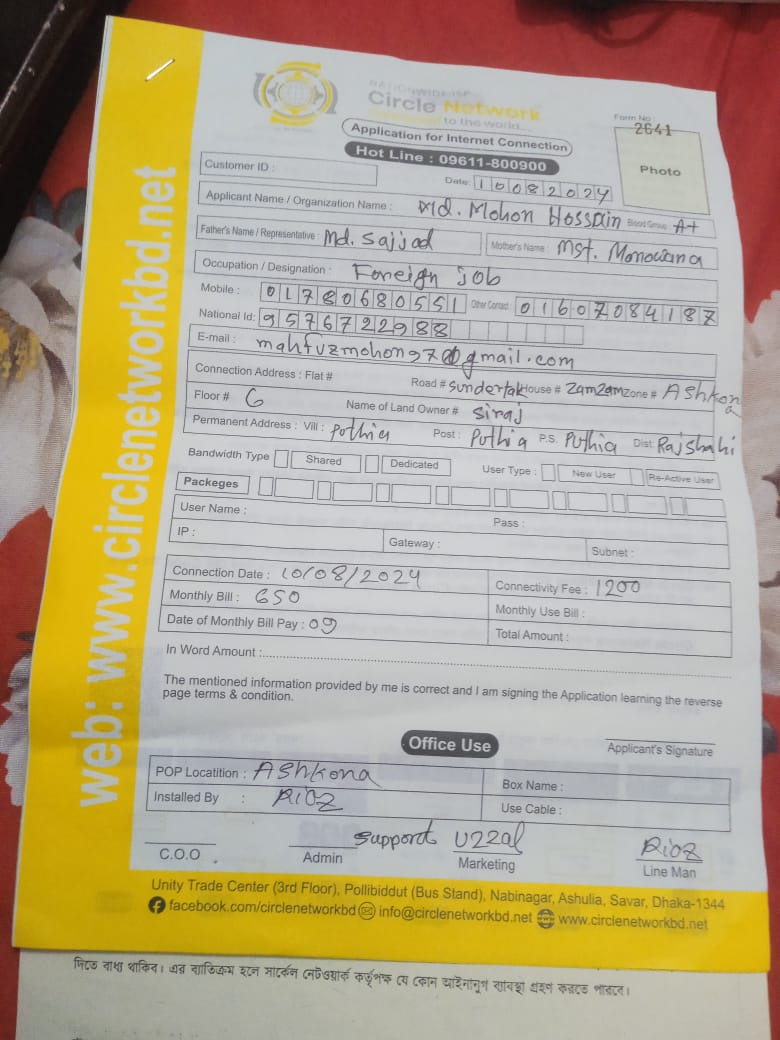 NATIONWIDE ISP
Circle Network
to the world...
Application for Internet Connection
Hot Line : 09611-800900
Form No
2641
Photo
Customer ID :
Date: 10082024
Applicant Name / Organization Name : Md. Mohon Hossain Blood Group: A+
Father's Name / Representative : Md. Sajjad Mother's Name : Mst. Monowara
Occupation / Designation : Foreign job
Mobile : 01780680551 Other Contact : 01607084187
National Id: 9576722988
E-mail : mahfuzmohon97@gmail.com
Connection Address : Flat # Road # sundortak House # Zam2am Zone # Ashkona
Floor # 6 Name of Land Owner # Siraj
Permanent Address : Vill : Pothia Post : Puthia P.S. Puthia Dist: Rajshahi
Bandwidth Type Shared Dedicated User Type : New User Re-Active User
Packeges
User Name : Pass :
IP : Gateway : Subnet :
Connection Date : 10/08/2024 Connectivity Fee : 1200
Monthly Bill : 650 Monthly Use Bill :
Date of Monthly Bill Pay : 09 Total Amount :
In Word Amount :
The mentioned information provided by me is correct and I am signing the Application learning the reverse
page terms & condition.
Applicant's Signature
Office Use
POP Locatition : Ashkona Box Name :
Installed By : RiOZ Use Cable :
support Uzzal RiOZ
C.O.O Admin Marketing Line Man
Unity Trade Center (3rd Floor), Pollibiddut (Bus Stand), Nabinagar, Ashulia, Savar, Dhaka-1344
facebook.com/circlenetworkbd info@circlenetworkbd.net www.circlenetworkbd.net
web: www.circlenetworkbd.net
দিতে বাধ্য থাকিব। এর ব্যতিক্রম হলে সার্কেল নেটওয়ার্ক কর্তৃপক্ষ যে কোন আইনানুগ ব্যবস্থা গ্রহণ করতে পারবে।